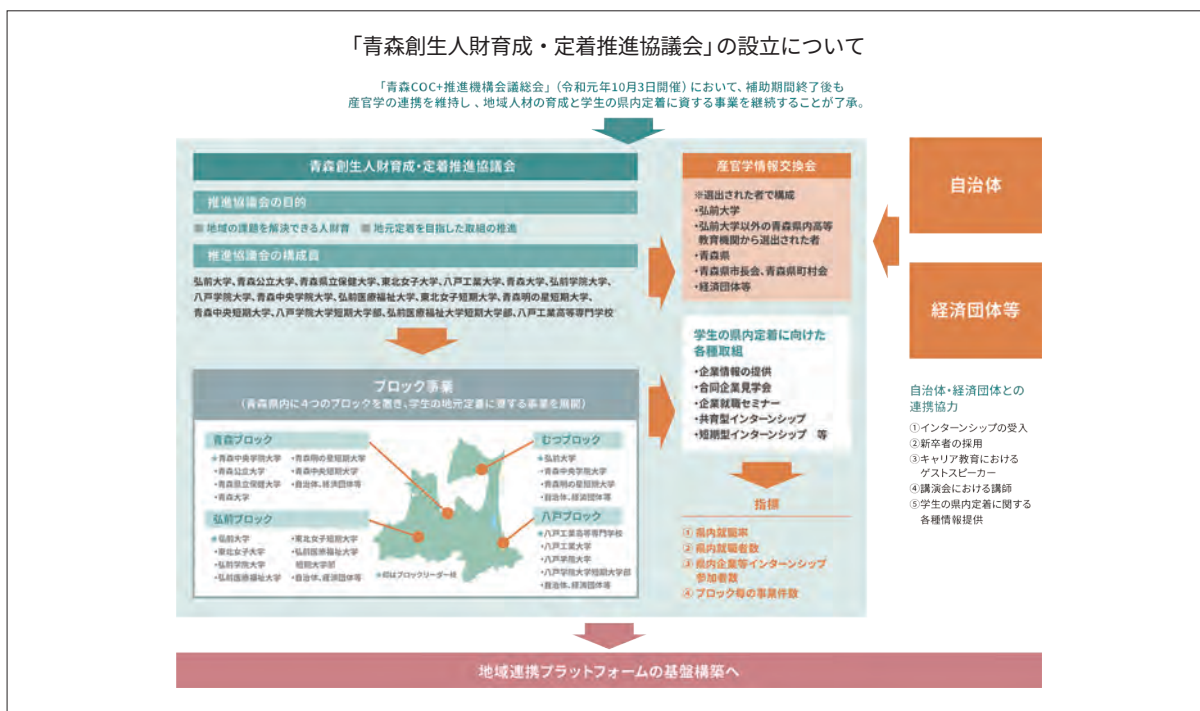 「青森創生人財育成・定着推進協議会」の設立について
「青森COC+推進機構会議総会」（令和元年10月3日開催）において、補助期間終了後も
産官学の連携を維持し、地域人材の育成と学生の県内定着に資する事業を継続することが了承。
青森創生人財育成・定着推進協議会
推進協議会の目的
■ 地域の課題を解決できる人財育　■ 地元定着を目指した取組の推進
推進協議会の構成員
弘前大学、青森公立大学、青森県立保健大学、東北女子大学、八戸工業大学、青森大学、弘前学院大学、
八戸学院大学、青森中央学院大学、弘前医療福祉大学、東北女子短期大学、青森明の星短期大学、
青森中央短期大学、八戸学院大学短期大学部、弘前医療福祉大学短期大学部、八戸工業高等専門学校
ブロック事業
（青森県内に4つのブロックを置き、学生の地元定着に資する事業を展開）
青森ブロック
★青森中央学院大学
・青森公立大学
・青森県立保健大学
・青森大学
・青森明の星短期大学
・青森中央短期大学
・自治体、経済団体等
むつブロック
★弘前大学
・青森中央学院大学
・青森明の星短期大学
・自治体、経済団体等
弘前ブロック
★弘前大学
・東北女子大学
・弘前学院大学
・弘前医療福祉大学
・東北女子短期大学
・弘前医療福祉大学
短期大学部
・自治体、経済団体等
★印はブロックリーダー校
八戸ブロック
★八戸工業高等専門学校
・八戸工業大学
・八戸学院大学
・八戸学院大学短期大学部
・自治体、経済団体等
産官学情報交換会
※選出された者で構成
・弘前大学
・弘前大学以外の青森県内高等
教育機関から選出された者
・青森県
・青森県市長会、青森県町村会
・経済団体等
学生の県内定着に向けた
各種取組
・企業情報の提供
・合同企業見学会
・企業就職セミナー
・共育型インターンシップ
・短期型インターンシップ　等
指標
① 県内就職率
② 県内就職者数
③ 県内企業等インターンシップ
参加者数
④ ブロック毎の事業件数
自治体
経済団体等
自治体・経済団体との
連携協力
①インターンシップの受入
②新卒者の採用
③キャリア教育における
ゲストスピーカー
④講演会における講師
⑤学生の県内定着に関する
各種情報提供
地域連携プラットフォームの基盤構築へ